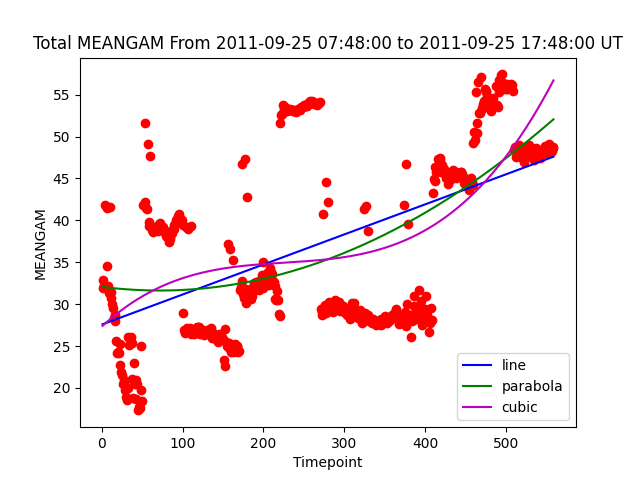 Total MEANGAM From 2011-09-25 07:48:00 to 2011-09-25 17:48:00 UT
55
50
45
40
35
30
25
20
MEANGAM
0 100 200 300 400 500
Timepoint
line
parabola
cubic